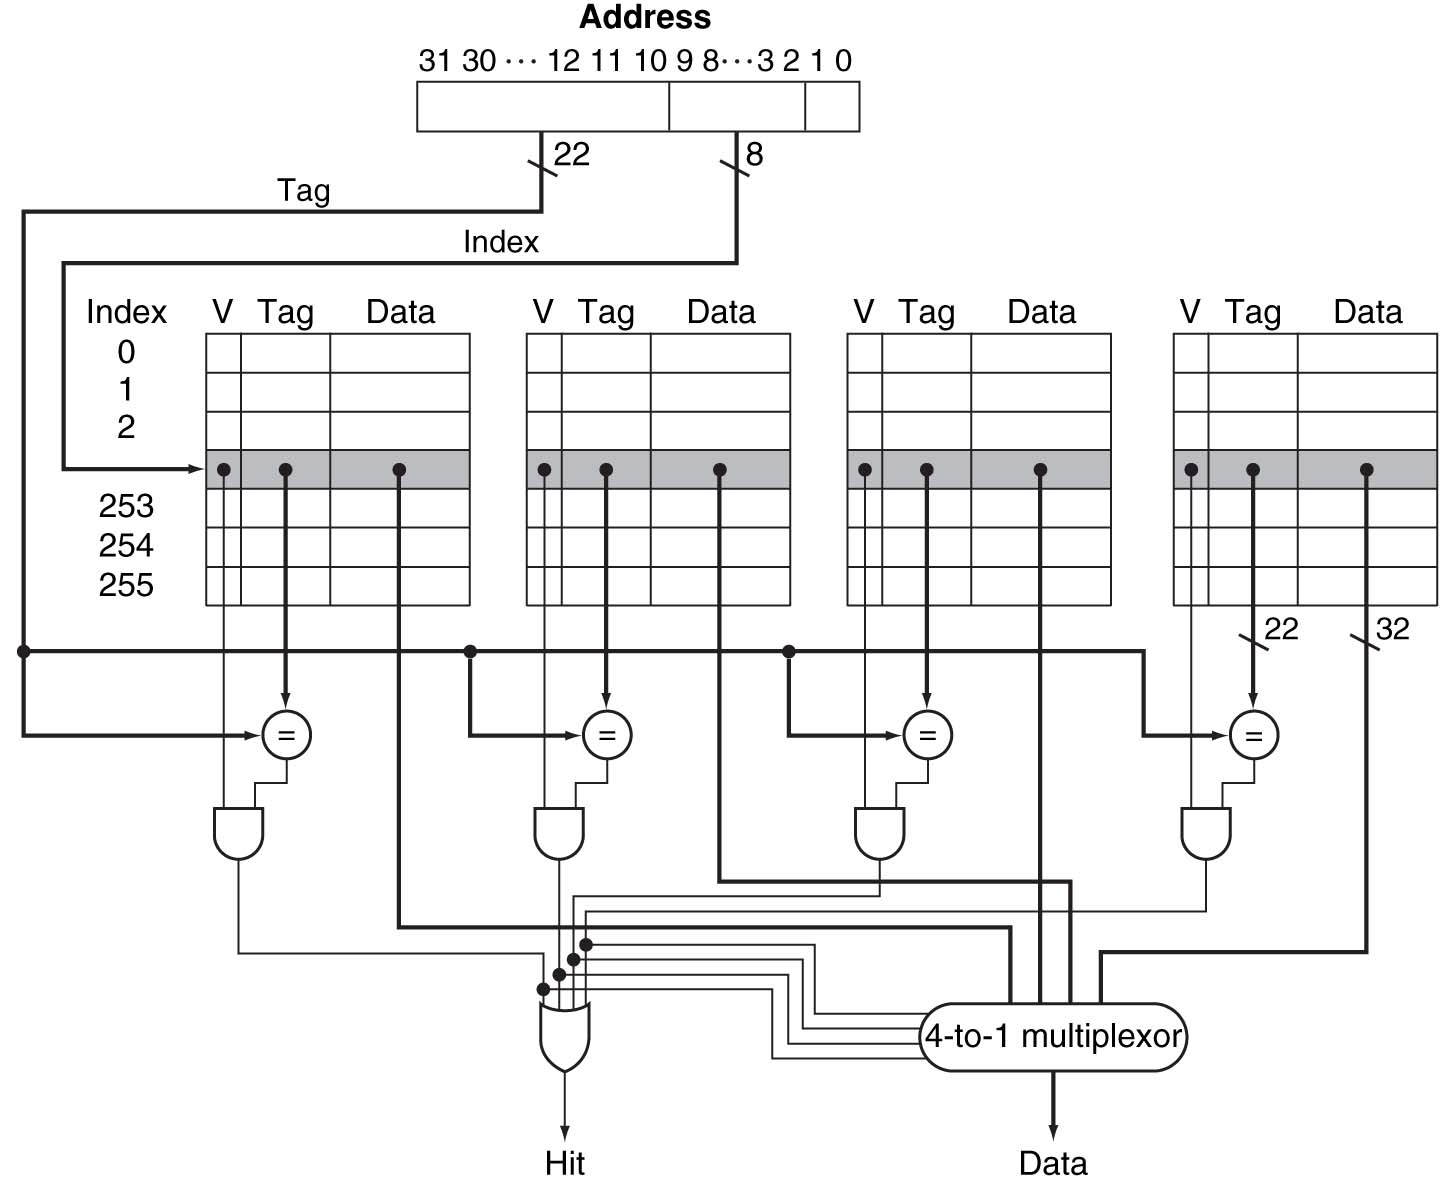 Address
31 30 ··· 12 11 10 9 8···3 2 1 0
22
8
Tag
Index
Index V Tag Data V Tag Data V Tag Data V Tag Data
0
1
2
253
254
255
22 32
= = = =
4-to-1 multiplexor
Hit Data